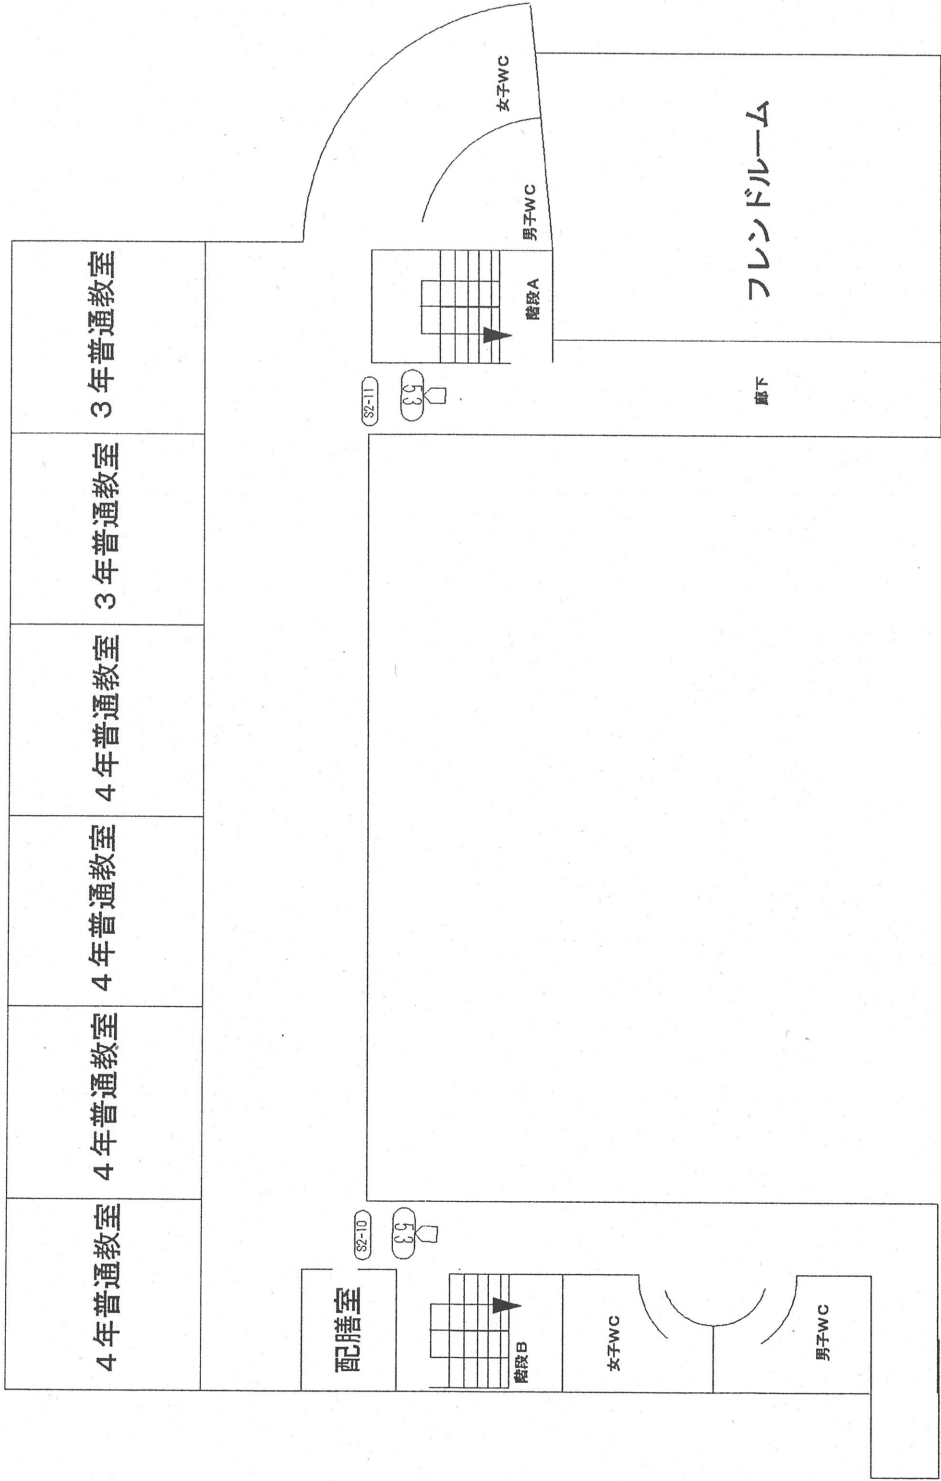 ４年普通教室
４年普通教室
４年普通教室
４年普通教室
３年普通教室
３年普通教室
配膳室
S2-10
53
階段B
女子WC
男子WC
S2-11
53
階段A
男子WC
女子WC
廊下
フレンドルーム